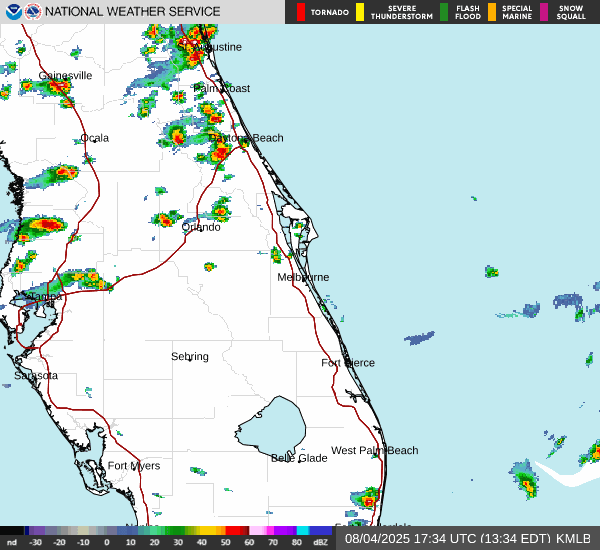 NATIONAL WEATHER SERVICE
TORNADO
SEVERE THUNDERSTORM
FLASH FLOOD
SPECIAL MARINE
SNOW SQUALL
St. Augustine
Gainesville
Palm Coast
Ocala
Daytona Beach
Orlando
Melbourne
Tampa
Sebring
Fort Pierce
Sarasota
West Palm Beach
Belle Glade
Fort Myers
nd -30 -20 -10 0 10 20 30 40 50 60 70 80 dBZ
08/04/2025 17:34 UTC (13:34 EDT) KMLB